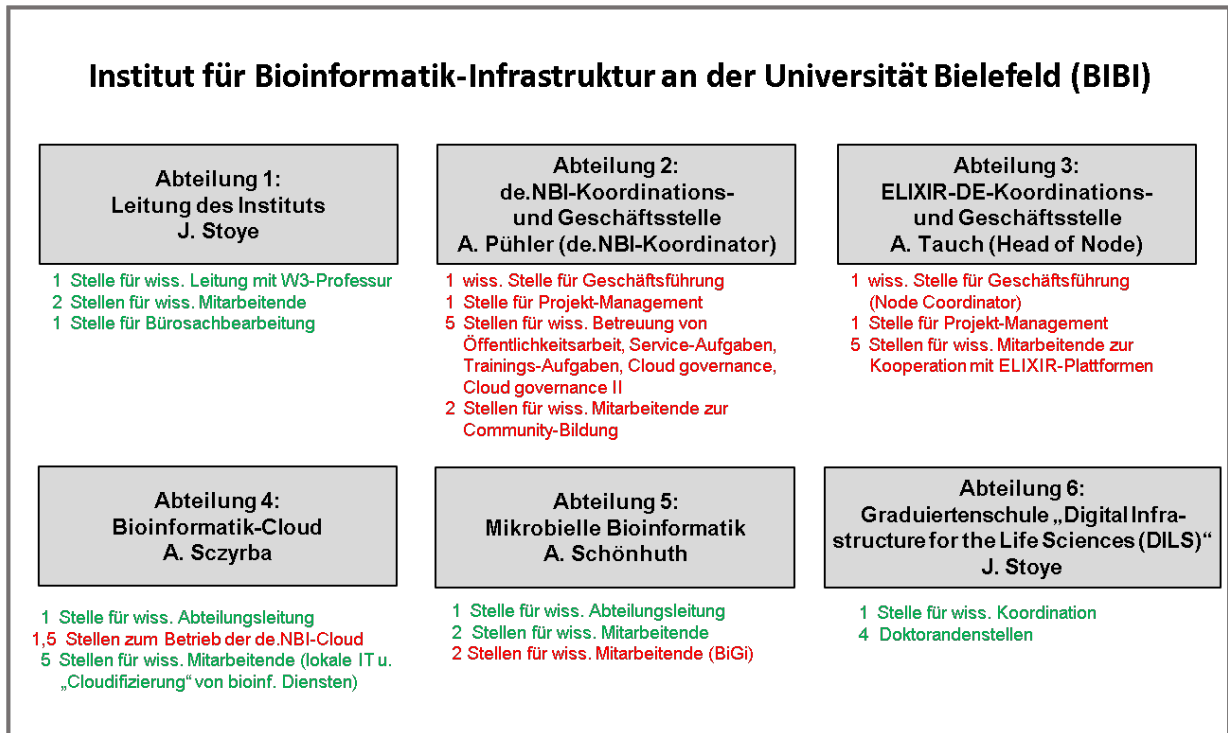 Institut für Bioinformatik-Infrastruktur an der Universität Bielefeld (BIBI)
Abteilung 1:
Leitung des Instituts
J. Stoye
1 Stelle für wiss. Leitung mit W3-Professur
2 Stellen für wiss. Mitarbeitende
1 Stelle für Bürosachbearbeitung
Abteilung 2:
de.NBI-Koordinations-
und Geschäftsstelle
A. Pühler (de.NBI-Koordinator)
1 wiss. Stelle für Geschäftsführung
1 Stelle für Projekt-Management
5 Stellen für wiss. Betreuung von
Öffentlichkeitsarbeit, Service-Aufgaben,
Trainings-Aufgaben, Cloud governance,
Cloud governance II
2 Stellen für wiss. Mitarbeitende zur
Community-Bildung
Abteilung 3:
ELIXIR-DE-Koordinations-
und Geschäftsstelle
A. Tauch (Head of Node)
1 wiss. Stelle für Geschäftsführung
(Node Coordinator)
1 Stelle für Projekt-Management
5 Stellen für wiss. Mitarbeitende zur
Kooperation mit ELIXIR-Plattformen
Abteilung 4:
Bioinformatik-Cloud
A. Sczyrba
1 Stelle für wiss. Abteilungsleitung
1,5 Stellen zum Betrieb der de.NBI-Cloud
5 Stellen für wiss. Mitarbeitende (lokale IT u.
„Cloudifizierung“ von bioinf. Diensten)
Abteilung 5:
Mikrobielle Bioinformatik
A. Schönhuth
1 Stelle für wiss. Abteilungsleitung
2 Stellen für wiss. Mitarbeitende
2 Stellen für wiss. Mitarbeitende (BiGi)
Abteilung 6:
Graduiertenschule „Digital Infra-
structure for the Life Sciences (DILS)“
J. Stoye
1 Stelle für wiss. Koordination
4 Doktorandenstellen